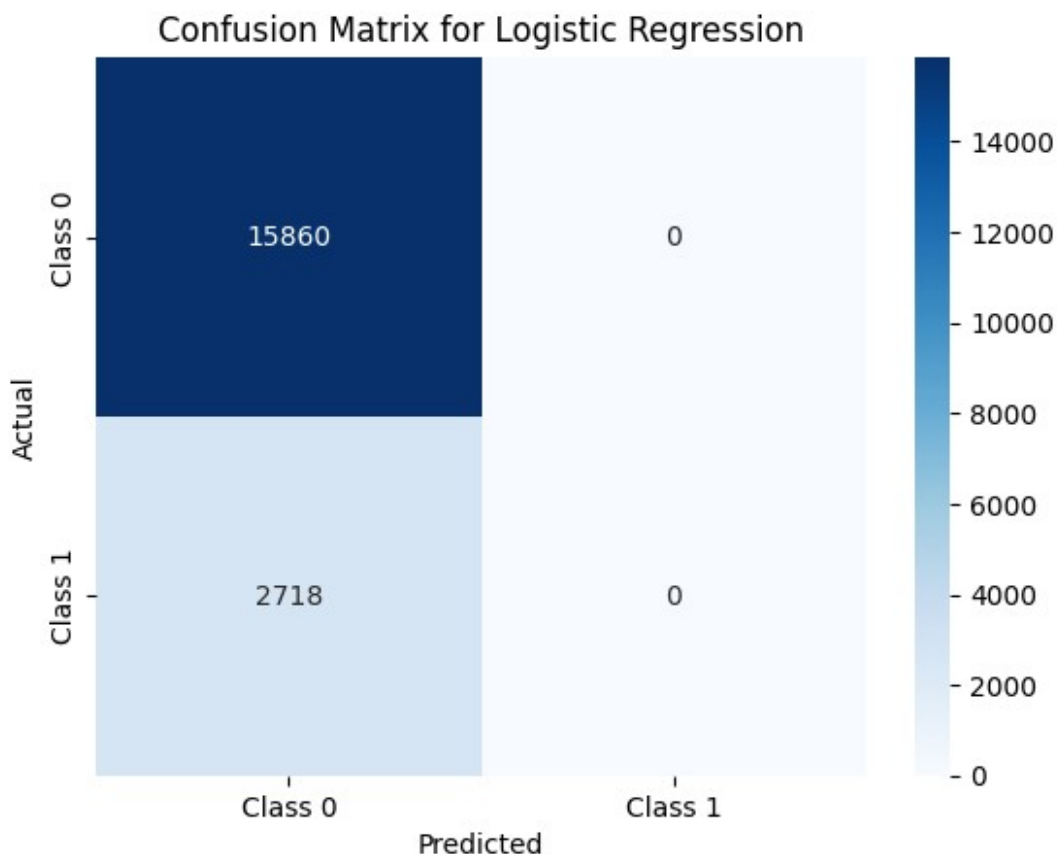 Confusion Matrix for Logistic Regression
Actual
Class 0
Class 1
15860
0
2718
0
Class 0
Class 1
Predicted
14000
12000
10000
8000
6000
4000
2000
0